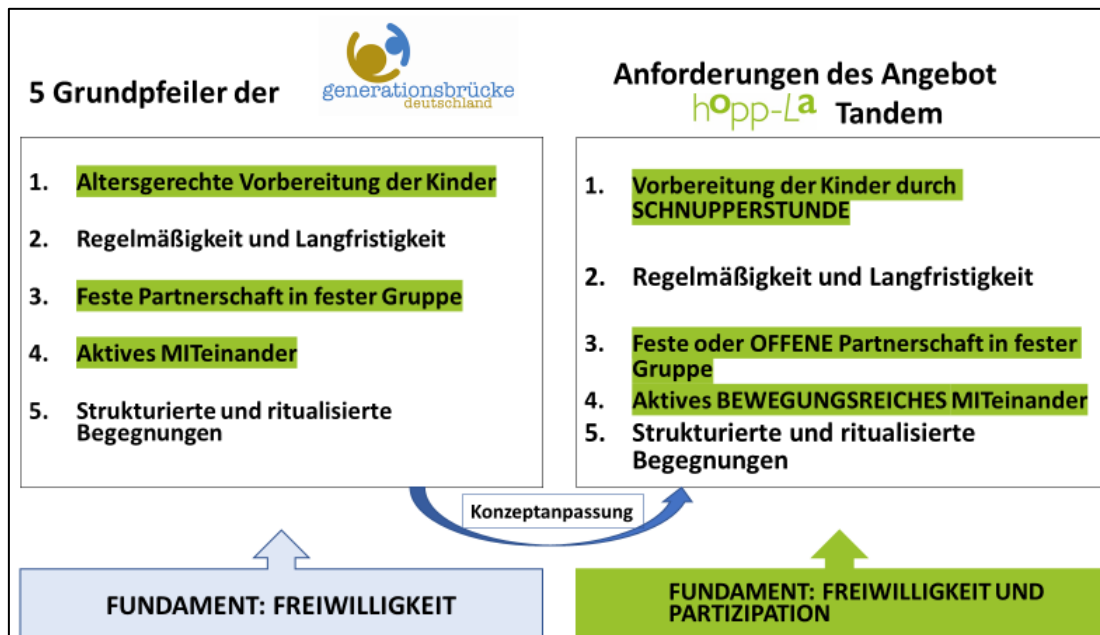 5 Grundpfeiler der
generationsbrücke
deutschland
1. Altersgerechte Vorbereitung der Kinder
2. Regelmäßigkeit und Langfristigkeit
3. Feste Partnerschaft in fester Gruppe
4. Aktives MITeinander
5. Strukturierte und ritualisierte
Begegnungen
FUNDAMENT: FREIWILLIGKEIT
Konzeptanpassung
Anforderungen des Angebot
hopp-La Tandem
1. Vorbereitung der Kinder durch
SCHNUPPERSTUNDE
2. Regelmäßigkeit und Langfristigkeit
3. Feste oder OFFENE Partnerschaft in fester
Gruppe
4. Aktives BEWEGUNGSREICHES MITeinander
5. Strukturierte und ritualisierte
Begegnungen
FUNDAMENT: FREIWILLIGKEIT UND
PARTIZIPATION